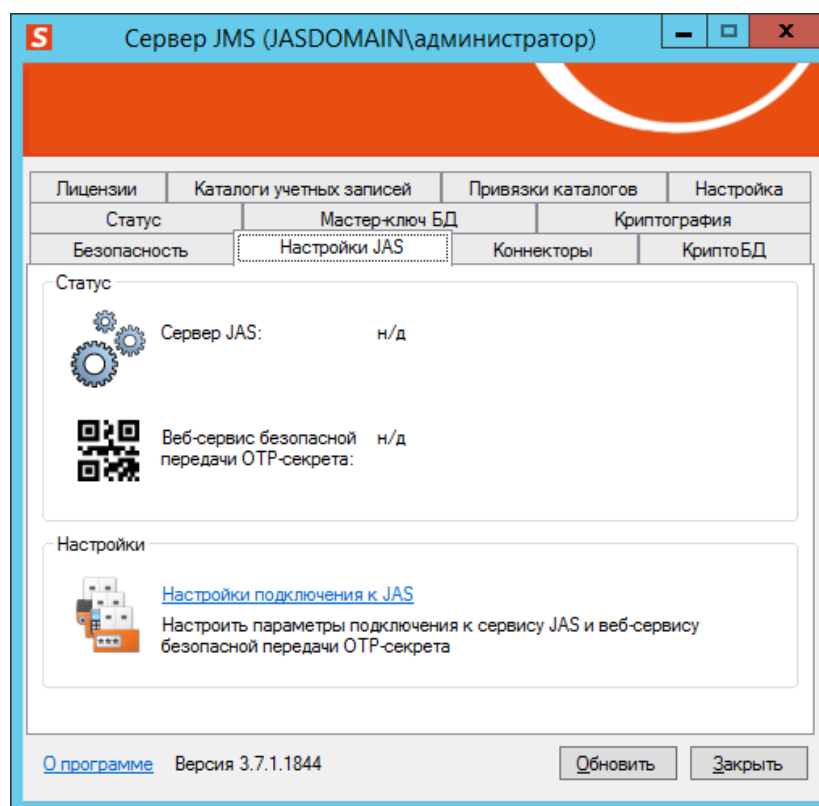 S Сервер JMS (JASDOMAIN\администратор)
Лицензии Каталоги учетных записей Привязки каталогов Настройка
Статус Мастер-ключ БД Криптография
Безопасность Настройки JAS Коннекторы КриптоБД
Статус
Сервер JAS: н/д
Веб-сервис безопасной н/д
передачи ОТР-секрета:
Настройки
Настройки подключения к JAS
Настроить параметры подключения к сервису JAS и веб-сервису
безопасной передачи ОТР-секрета
О программе Версия 3.7.1.1844 Обновить Закрыть